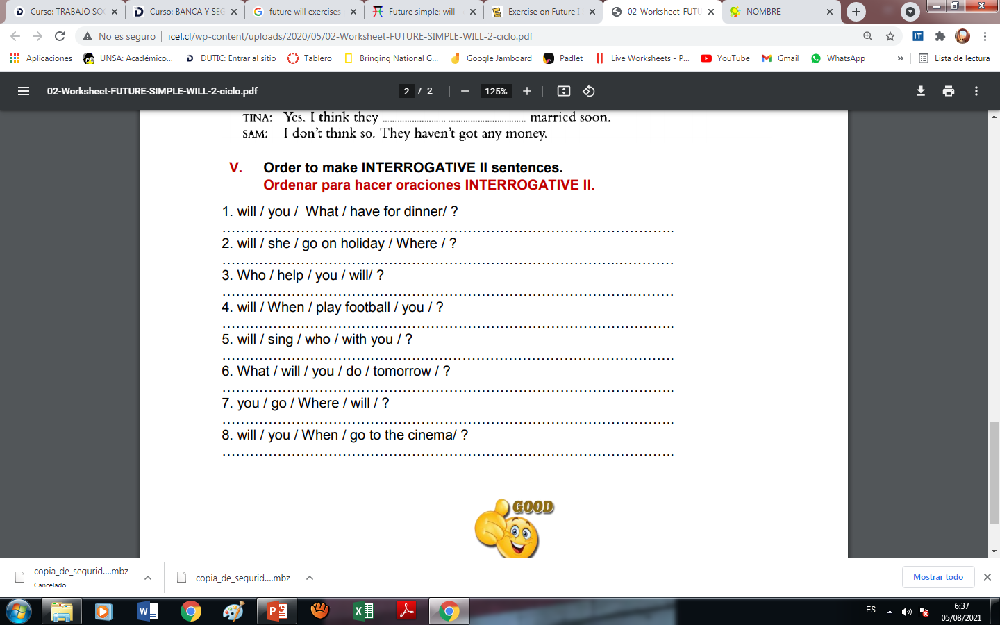 Curso: TRABAJO SO
Curso: BANCA Y SEG
future will exercises
Future simple: will -
Exercise on Future I
02-Worksheet-FUTU
NOMBRE
No es seguro
icel.cl/wp-content/uploads/2020/05/02-Worksheet-FUTURE-SIMPLE-WILL-2-ciclo.pdf
IT
Aplicaciones
UNSA: Académico...
DUTIC: Entrar al sitio
Tablero
Bringing National G...
Google Jamboard
Padlet
Live Worksheets - P...
YouTube
Gmail
WhatsApp
»
Lista de lectura
02-Worksheet-FUTURE-SIMPLE-WILL-2-ciclo.pdf
2 / 2
125%
TINA: Yes. I think they ........................................ married soon.
SAM: I don't think so. They haven't got any money.
V. Order to make INTERROGATIVE II sentences.
Ordenar para hacer oraciones INTERROGATIVE II.
1. will / you / What / have for dinner/ ?
2. will / she / go on holiday / Where / ?
3. Who / help / you / will/ ?
4. will / When / play football / you / ?
5. will / sing / who / with you / ?
6. What / will / you / do / tomorrow / ?
7. you / go / Where / will / ?
8. will / you / When / go to the cinema/ ?
GOOD
copia_de_segurid....mbz
Cancelado
copia_de_segurid....mbz
Mostrar todo
ES
6:37
05/08/2021